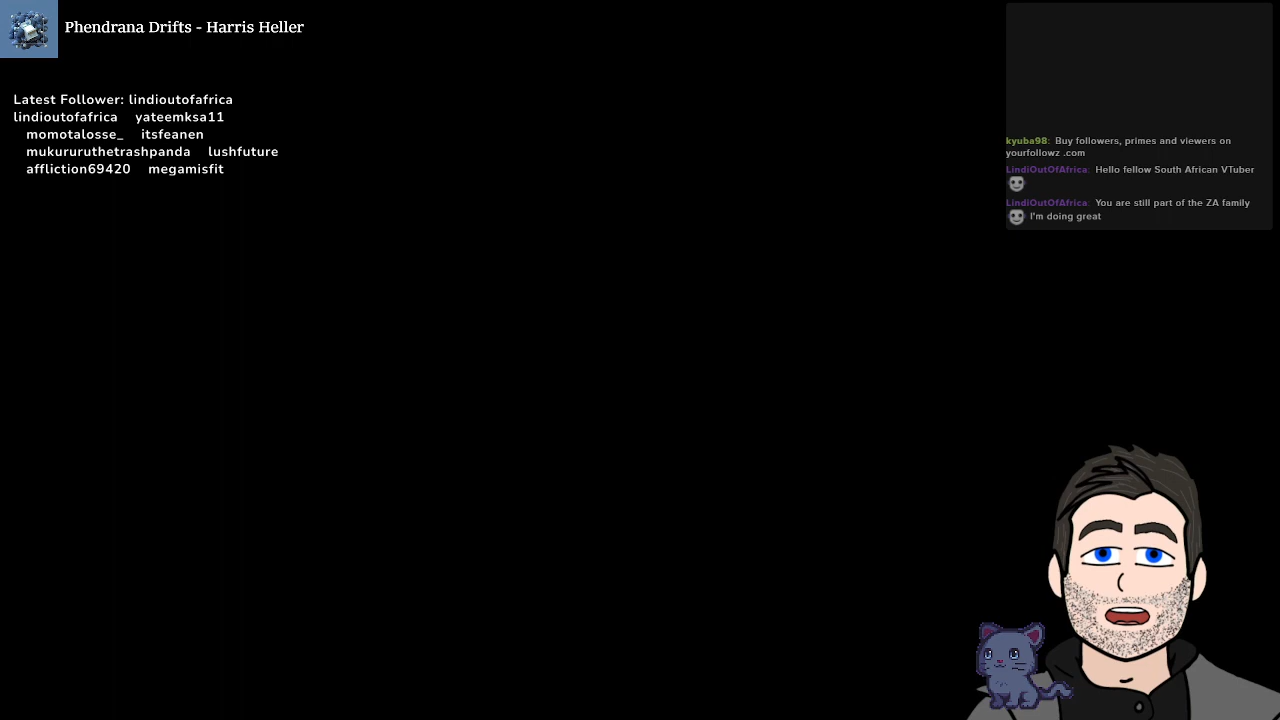 Phendrana Drifts - Harris Heller
Latest Follower: lindioutofafrica
lindioutofafrica yateemksa11
momotalosse_ itsfeanen
mukururuthetrashpanda lushfuture
affliction69420 megamisfit
kyuba98: Buy followers, primes and viewers on
yourfollowz .com
LindiOutOfAfrica: Hello fellow South African VTuber
LindiOutOfAfrica: You are still part of the ZA family
I'm doing great